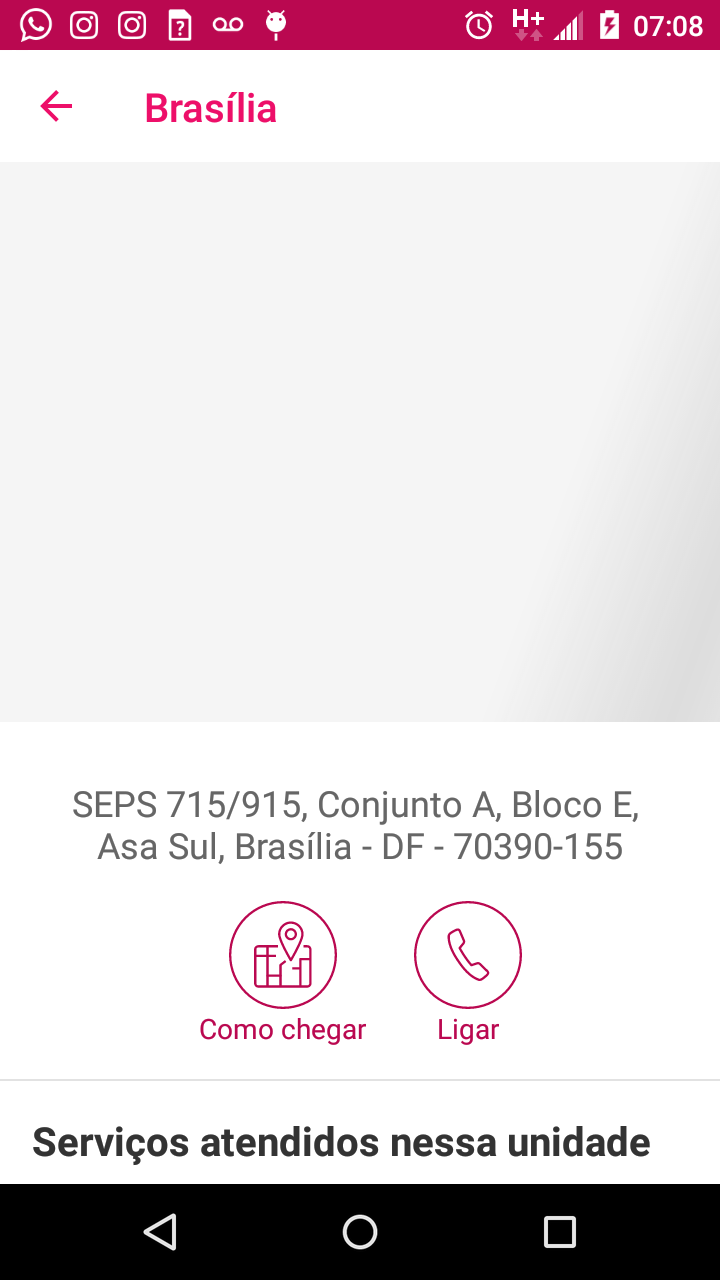 H+ 07:08
Brasília
SEPS 715/915, Conjunto A, Bloco E,
Asa Sul, Brasília - DF - 70390-155
Como chegar Ligar
Serviços atendidos nessa unidade